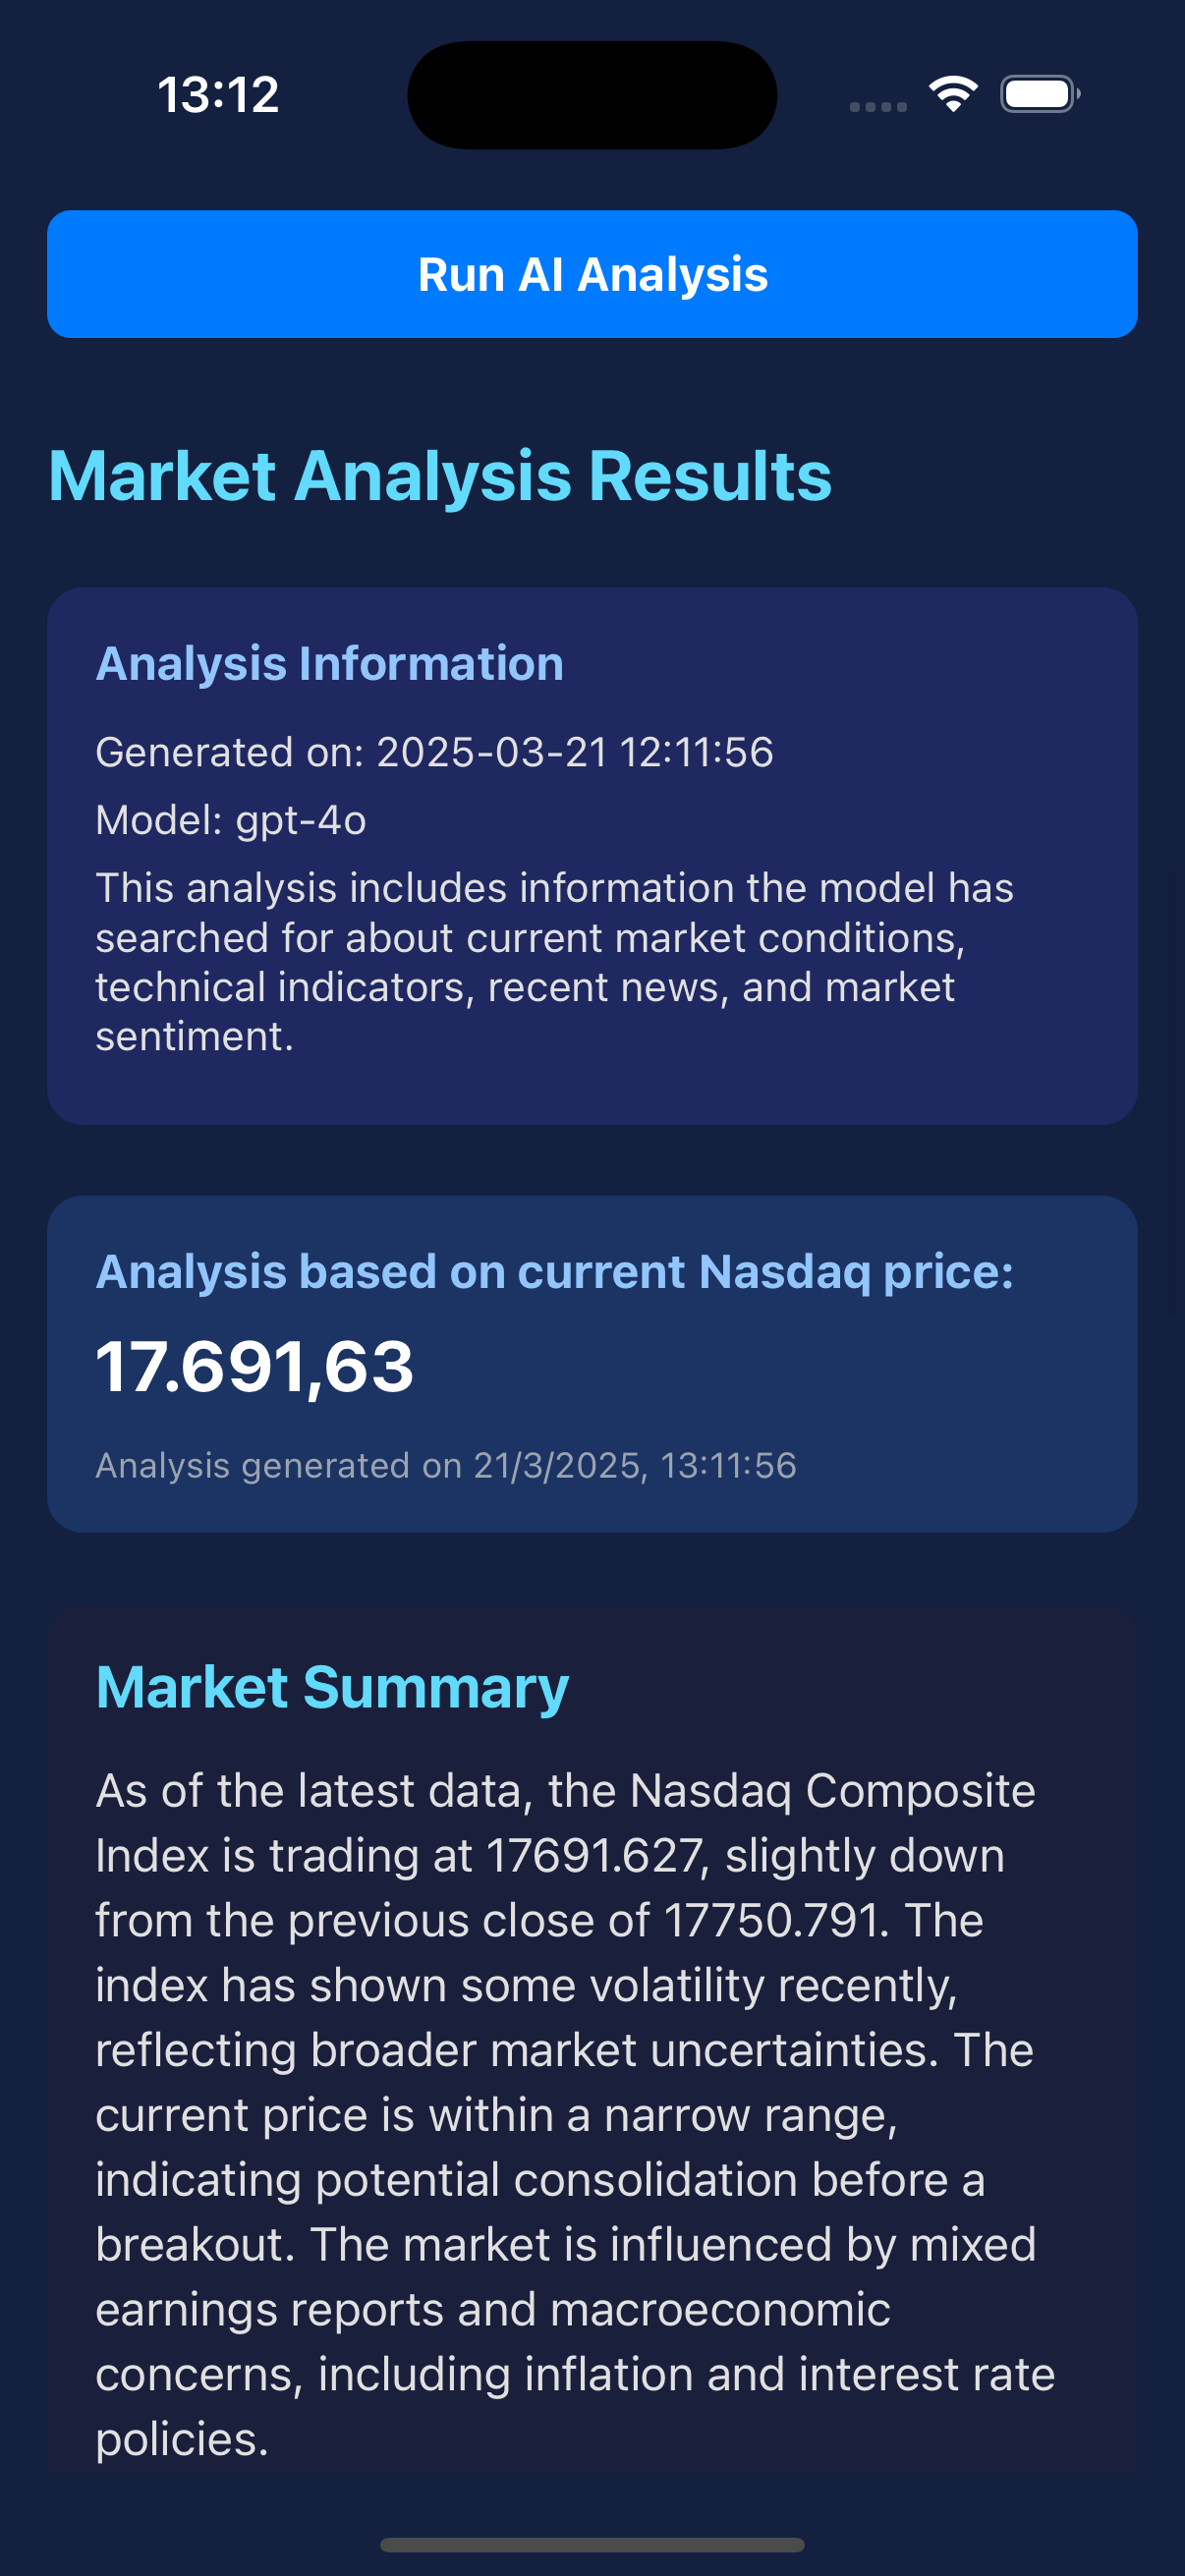 13:12
Run AI Analysis
Market Analysis Results
Analysis Information
Generated on: 2025-03-21 12:11:56
Model: gpt-4o
This analysis includes information the model has
searched for about current market conditions,
technical indicators, recent news, and market
sentiment.
Analysis based on current Nasdaq price:
17.691,63
Analysis generated on 21/3/2025, 13:11:56
Market Summary
As of the latest data, the Nasdaq Composite
Index is trading at 17691.627, slightly down
from the previous close of 17750.791. The
index has shown some volatility recently,
reflecting broader market uncertainties. The
current price is within a narrow range,
indicating potential consolidation before a
breakout. The market is influenced by mixed
earnings reports and macroeconomic
concerns, including inflation and interest rate
policies.